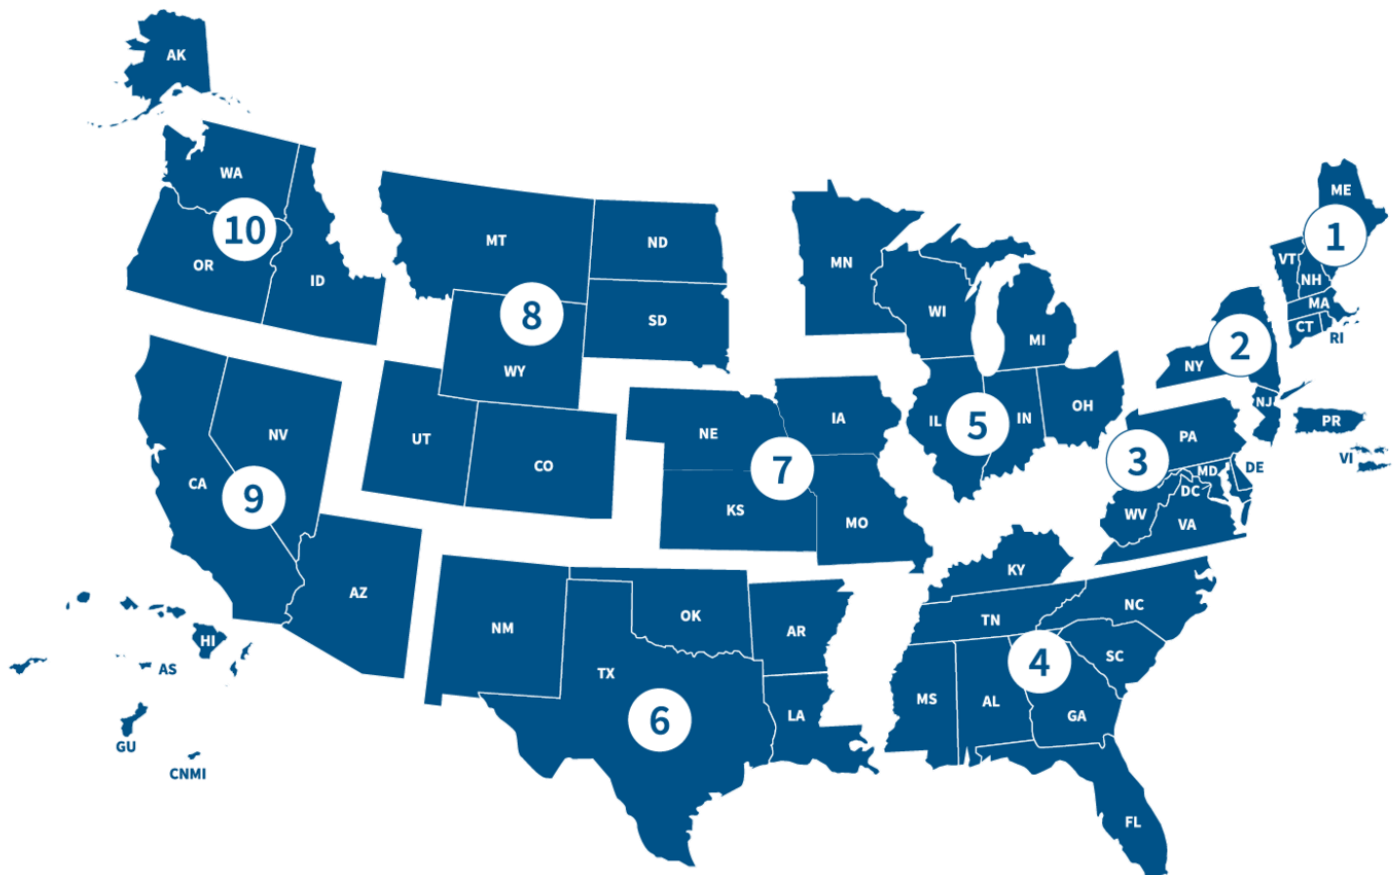 AK
WA
10
OR
ID
MT
ND
8
SD
WY
UT
CO
NV
CA
9
AZ
HI
AS
GU
CNMI
NE
IA
7
KS
MO
NM
OK
TX
6
AR
LA
MN
WI
MI
IL
5
IN
OH
KY
TN
NC
4
SC
MS
AL
GA
FL
PA
3
MD
DE
DC
WV
VA
NY
2
NJ
PR
VI
ME
1
VT
NH
MA
CT
RI